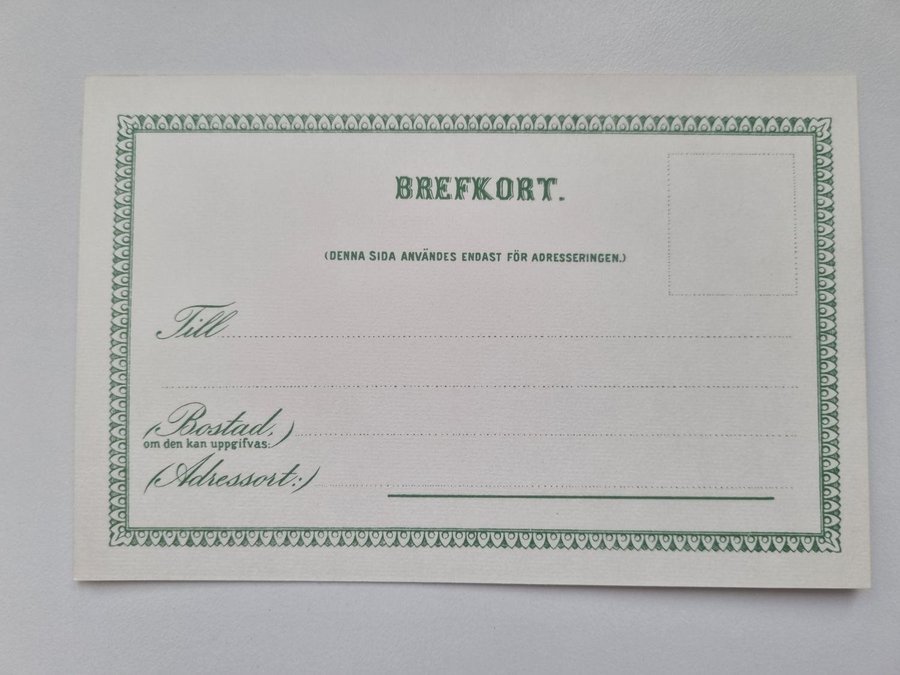 BREFKORT.
(DENNA SIDA ANVÄNDES ENDAST FÖR ADRESSERINGEN.)
Till
(Bostad,)
om den kan uppgifvas:
(Adressort:)